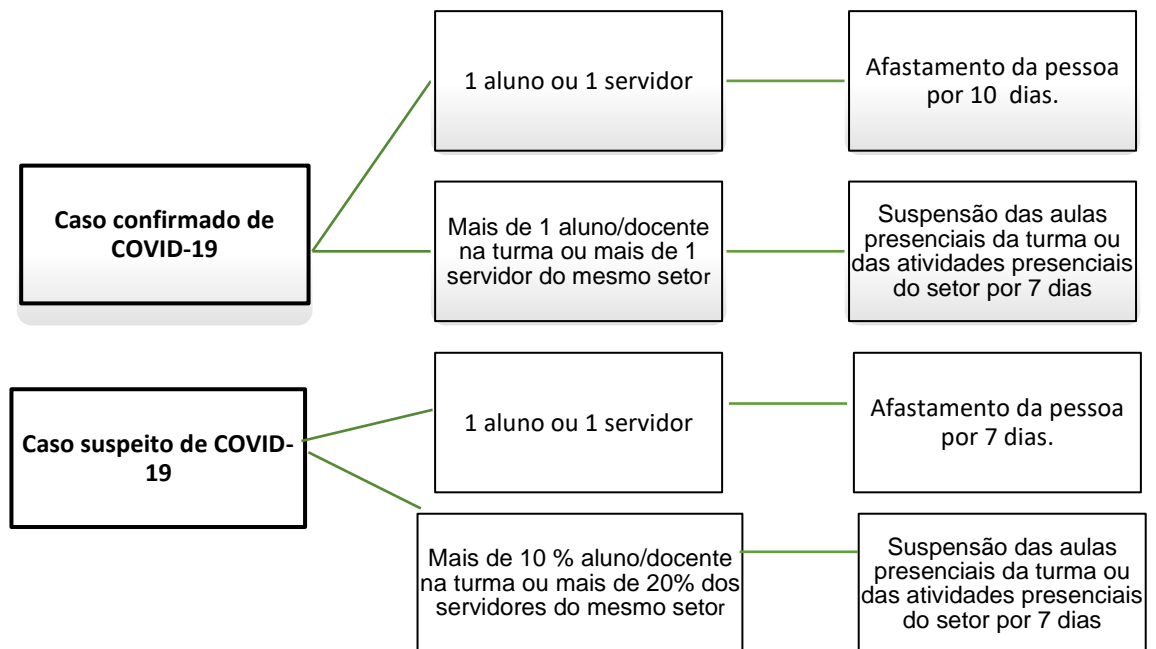 1 aluno ou 1 servidor
Afastamento da pessoa
por 10 dias.
Caso confirmado de
COVID-19
Mais de 1 aluno/docente
na turma ou mais de 1
servidor do mesmo setor
Suspensão das aulas
presenciais da turma ou
das atividades presenciais
do setor por 7 dias
Caso suspeito de COVID-
19
1 aluno ou 1 servidor
Afastamento da pessoa
por 7 dias.
Mais de 10 % aluno/docente
na turma ou mais de 20% dos
servidores do mesmo setor
Suspensão das aulas
presenciais da turma ou
das atividades presenciais
do setor por 7 dias